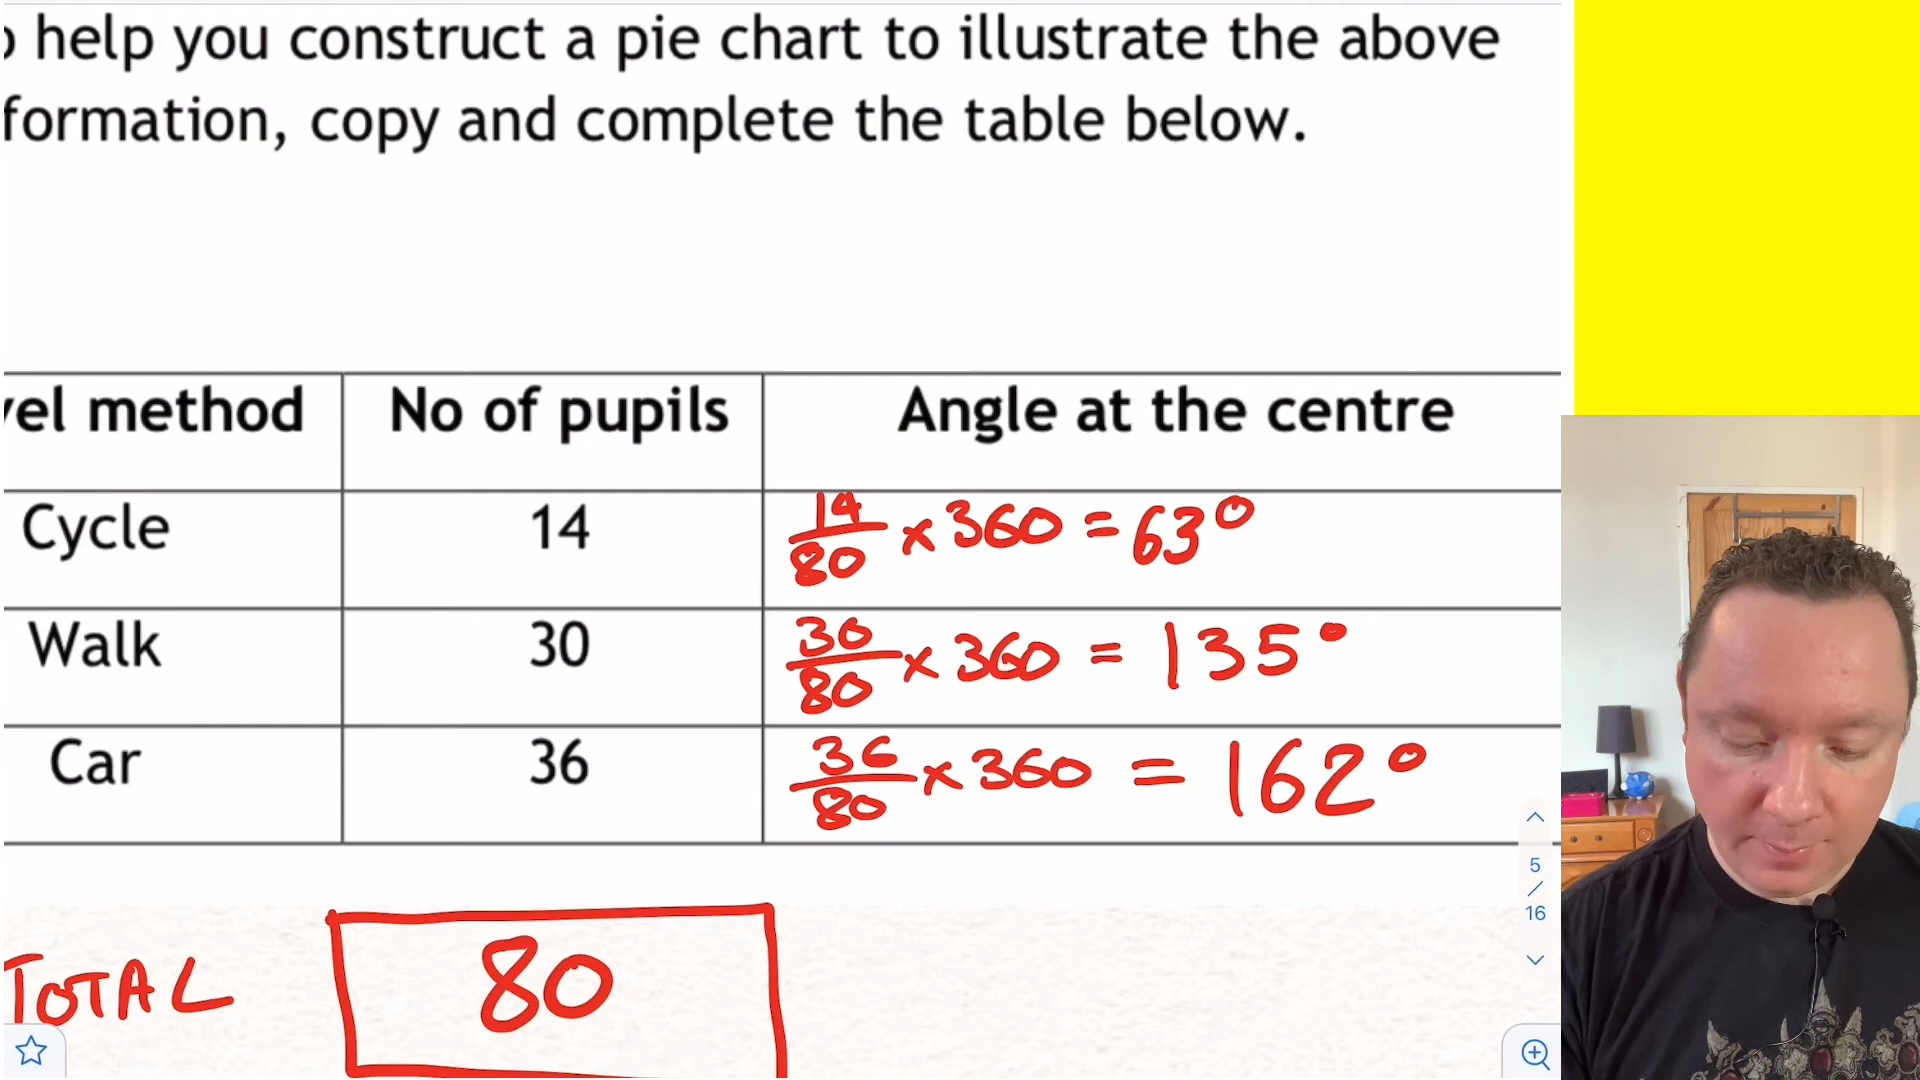 help you construct a pie chart to illustrate the above
formation, copy and complete the table below.
vel method No of pupils Angle at the centre
Cycle 14 14/80 × 360 = 63°
Walk 30 30/80 × 360 = 135°
Car 36 36/80 × 360 = 162°
TOTAL 80
5
/
16